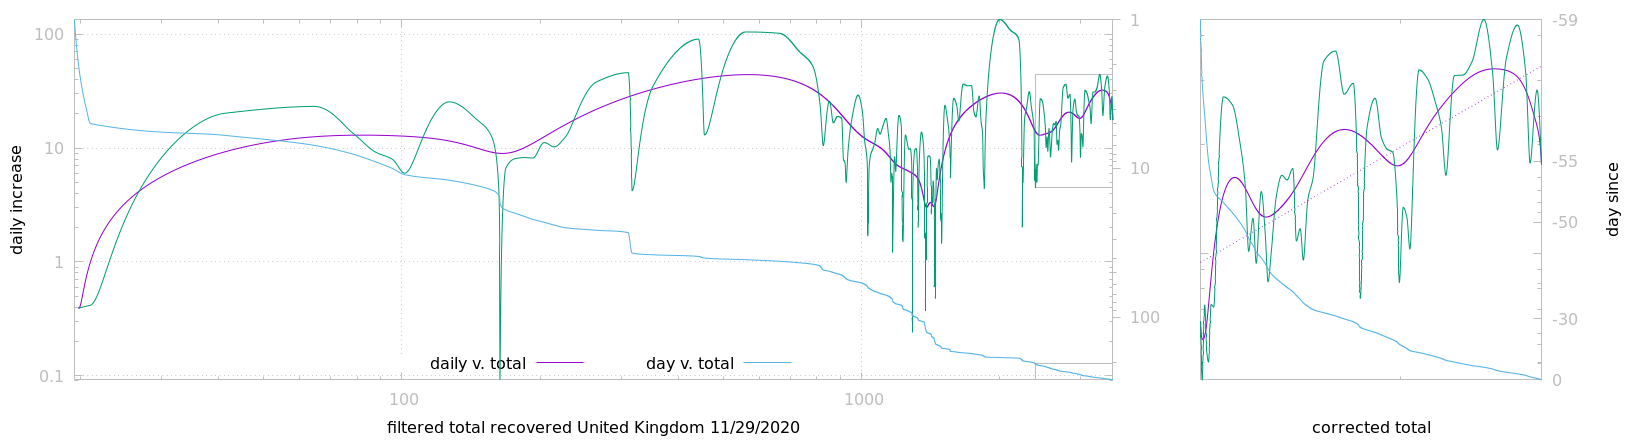 100
10
1
0.1
daily increase
100
1000
1
10
100
daily v. total
day v. total
filtered total recovered United Kingdom 11/29/2020
-59
-55
-50
-30
0
day since
corrected total